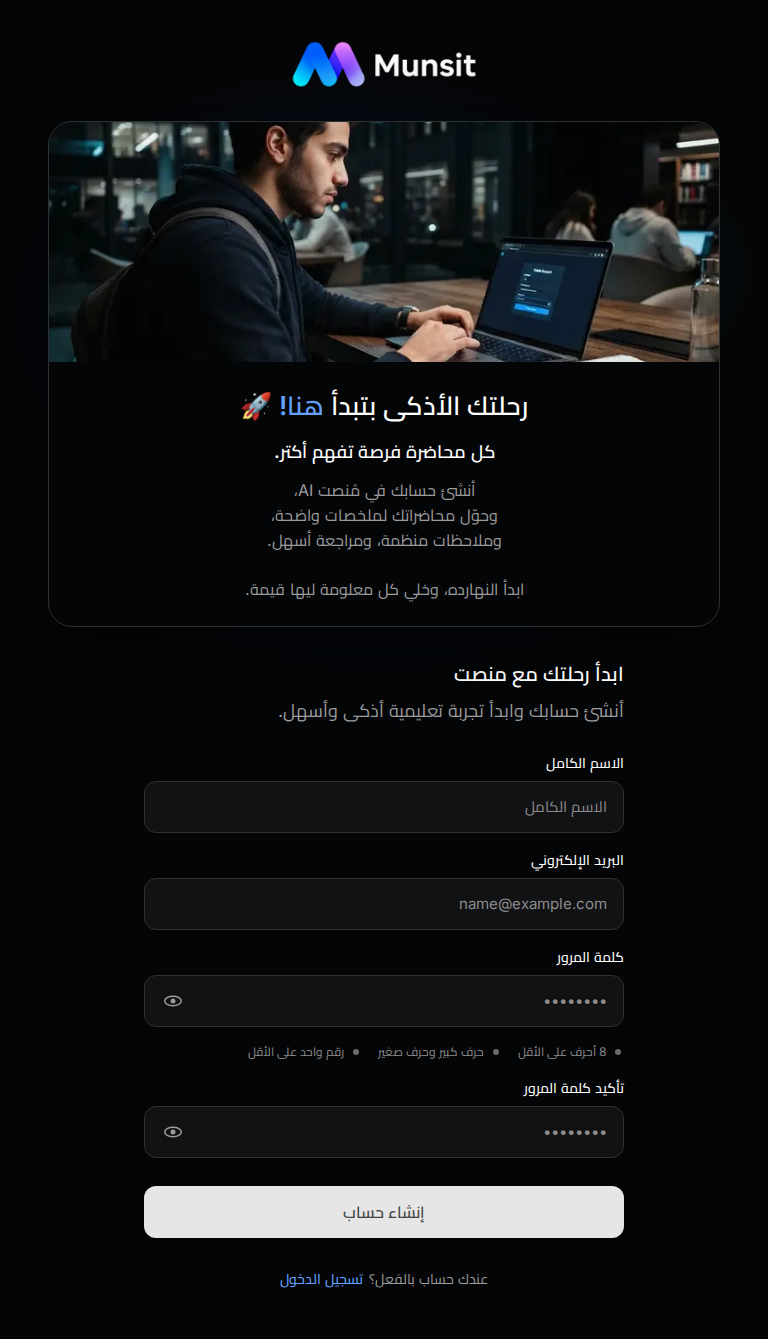 Munsit
رحلتك الأذكى بتبدأ هنا! 🚀
كل محاضرة فرصة تفهم أكتر.
أنشئ حسابك في مُنصت AI،
وحوّل محاضراتك لملخصات واضحة،
وملاحظات منظمة، ومراجعة أسهل.
ابدأ النهارده، وخلي كل معلومة ليها قيمة.
ابدأ رحلتك مع منصت
أنشئ حسابك وابدأ تجربة تعليمية أذكى وأسهل.
الاسم الكامل
الاسم الكامل
البريد الإلكتروني
name@example.com
كلمة المرور
••••••••
8 أحرف على الأقل • حرف كبير وحرف صغير • رقم واحد على الأقل
تأكيد كلمة المرور
••••••••
إنشاء حساب
عندك حساب بالفعل؟ تسجيل الدخول